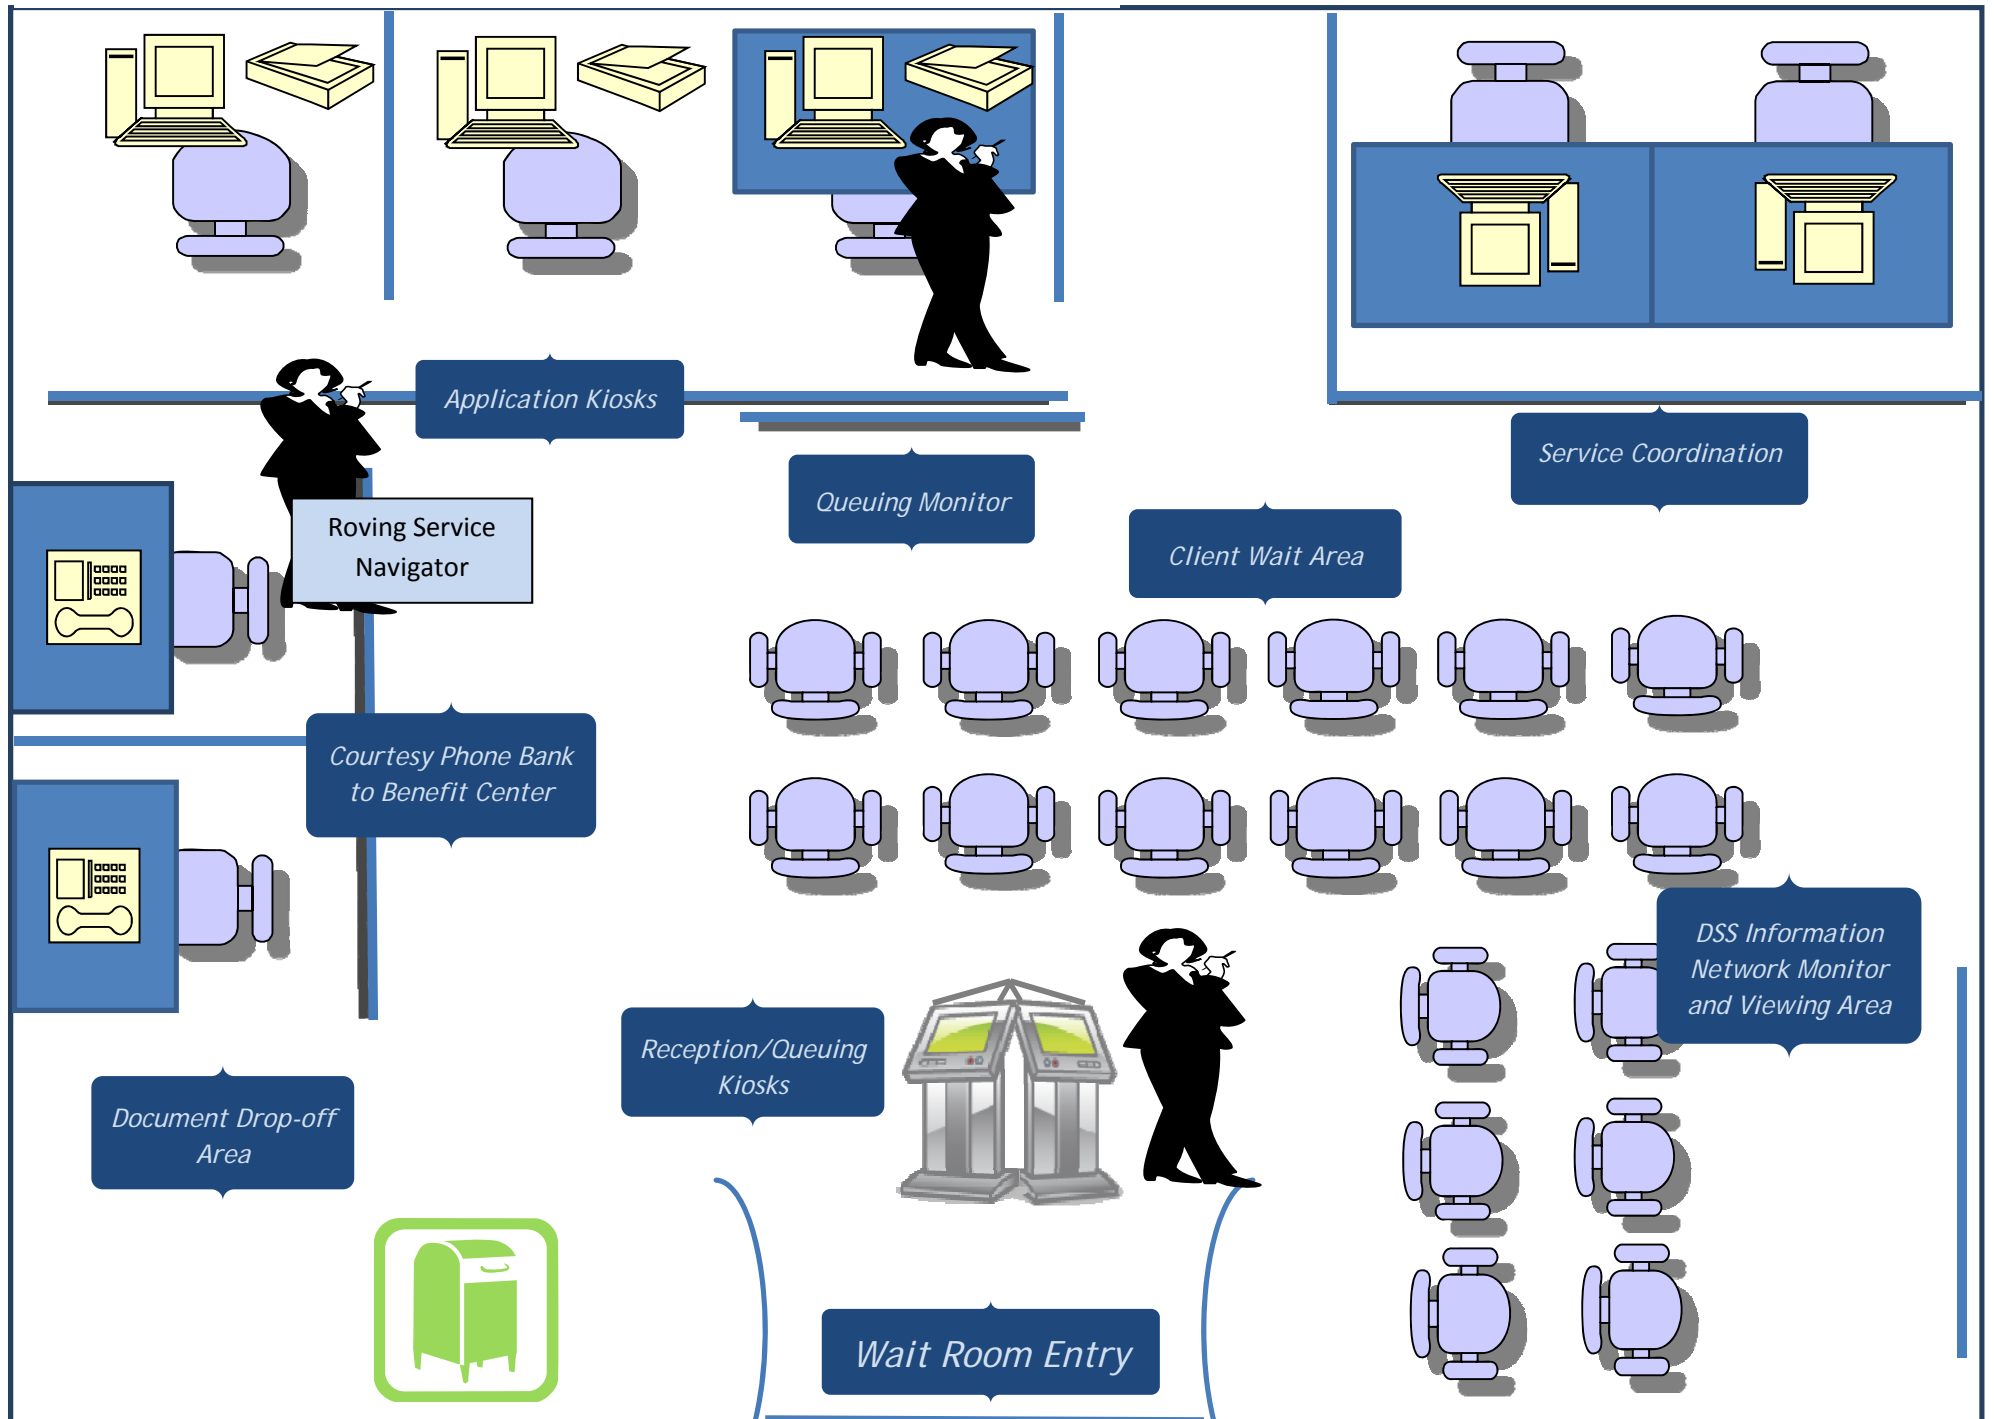 Application Kiosks
Service Coordination
Queuing Monitor
Roving Service
Navigator
Client Wait Area
Courtesy Phone Bank
to Benefit Center
DSS Information
Network Monitor
and Viewing Area
Reception/Queuing
Kiosks
Document Drop-off
Area
Wait Room Entry